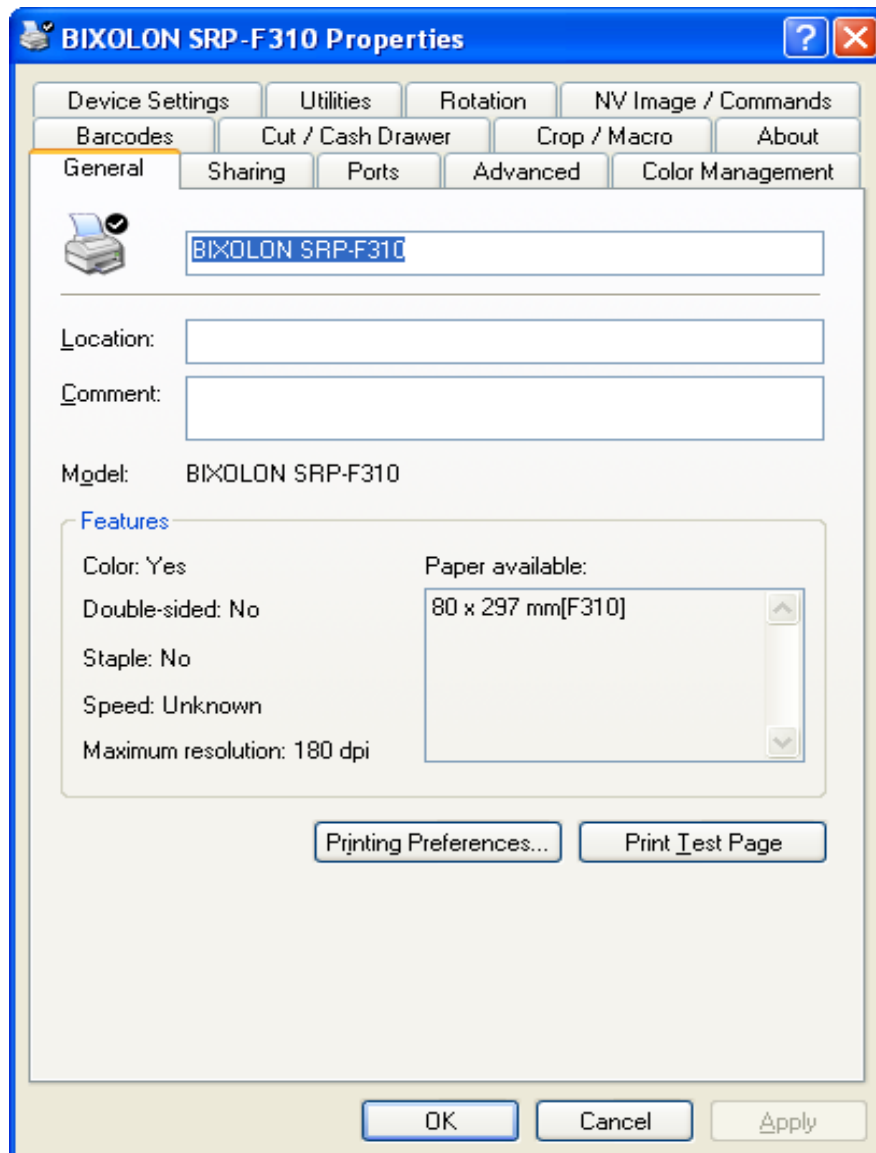 BIXOLON SRP-F310 Properties
?
Device Settings Utilities Rotation NV Image / Commands
Barcodes Cut / Cash Drawer Crop / Macro About
General Sharing Ports Advanced Color Management
BIXOLON SRP-F310
Location:
Comment:
Model: BIXOLON SRP-F310
Features
Color: Yes Paper available:
Double-sided: No 80 x 297 mm[F310]
Staple: No
Speed: Unknown
Maximum resolution: 180 dpi
Printing Preferences... Print Test Page
OK Cancel Apply